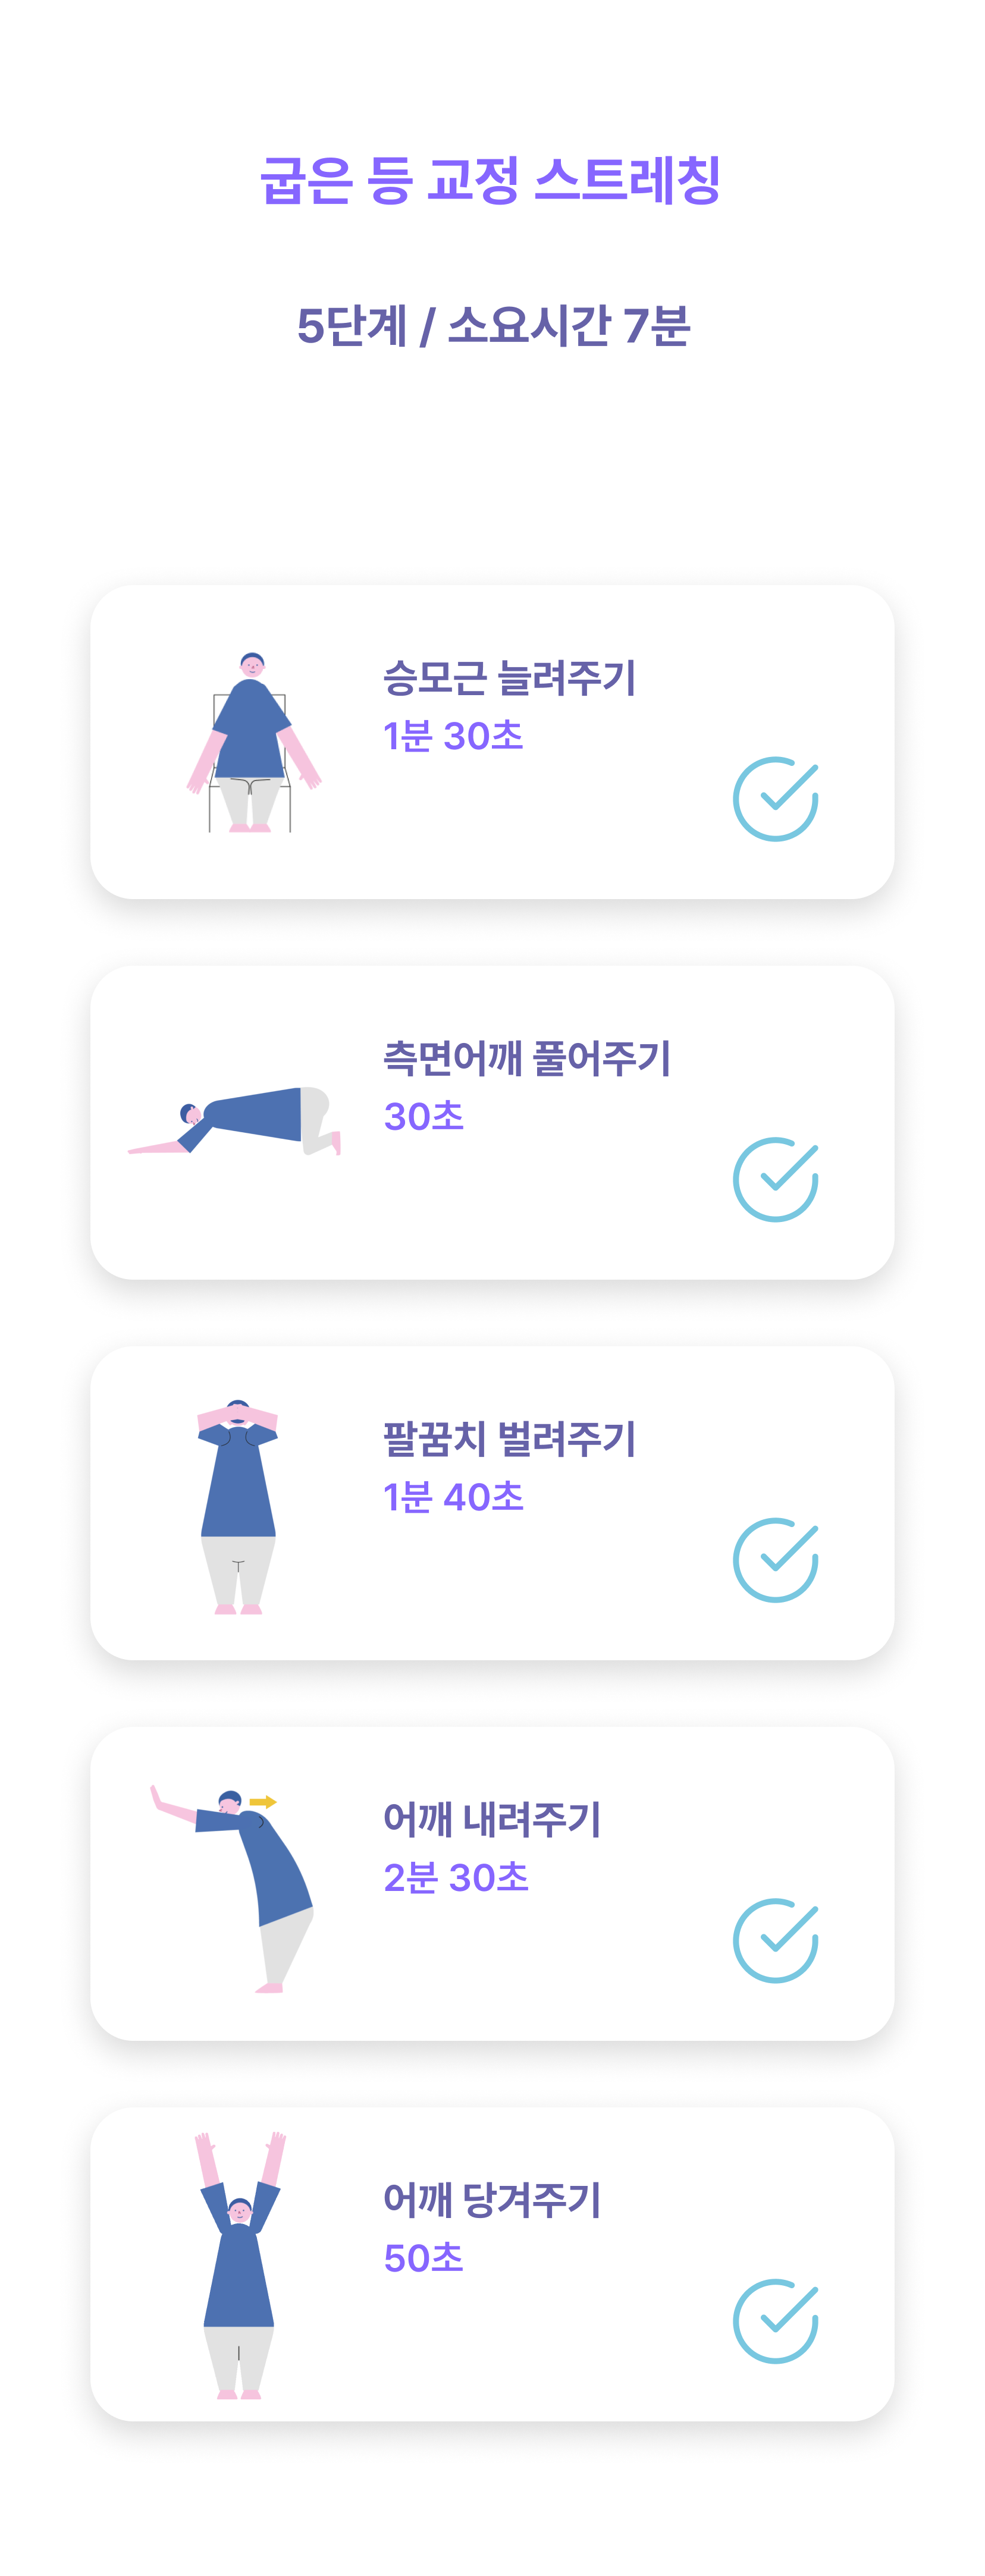 굽은 등 교정 스트레칭
5단계 / 소요시간 7분
승모근 늘려주기
1분 30초
측면어깨 풀어주기
30초
팔꿈치 벌려주기
1분 40초
어깨 내려주기
2분 30초
어깨 당겨주기
50초